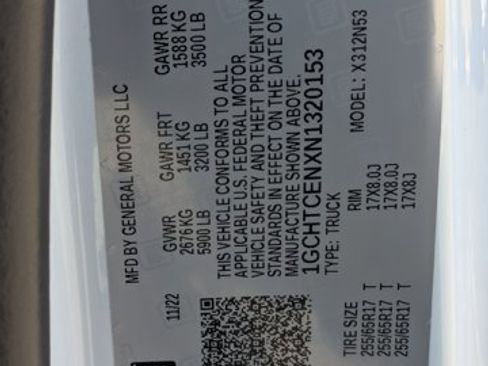 MFD BY GENERAL MOTORS LLC
11/22 GVWR GAWR FRT GAWR RR
2676 KG 1451 KG 1588 KG
5900 LB 3200 LB 3500 LB
THIS VEHICLE CONFORMS TO ALL
APPLICABLE U.S. FEDERAL MOTOR
VEHICLE SAFETY AND THEFT PREVENTION
STANDARDS IN EFFECT ON THE DATE OF
MANUFACTURE SHOWN ABOVE.
1GCHTCENXN1320153
TYPE: TRUCK MODEL: X312N53
TIRE SIZE RIM
255/65R17 T 17X8.0J
255/65R17 T 17X8.0J
255/65R17 T 17X8J